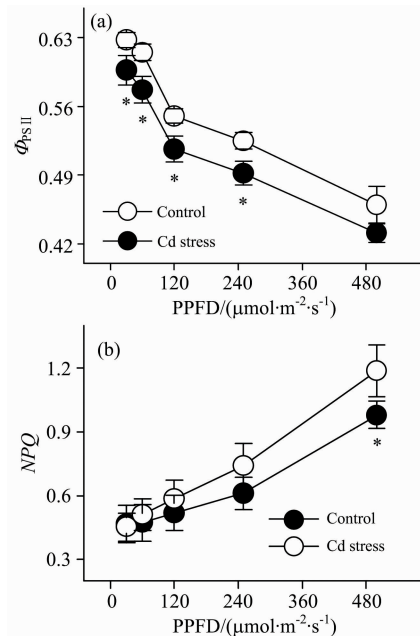 (a)
0.63
0.56
0.49
0.42
Φ_PSⅡ
*
*
*
*
Control
Cd stress
0 120 240 360 480
PPFD/(μmol·m⁻²·s⁻¹)
(b)
1.2
0.9
0.6
0.3
NPQ
*
Control
Cd stress
0 120 240 360 480
PPFD/(μmol·m⁻²·s⁻¹)